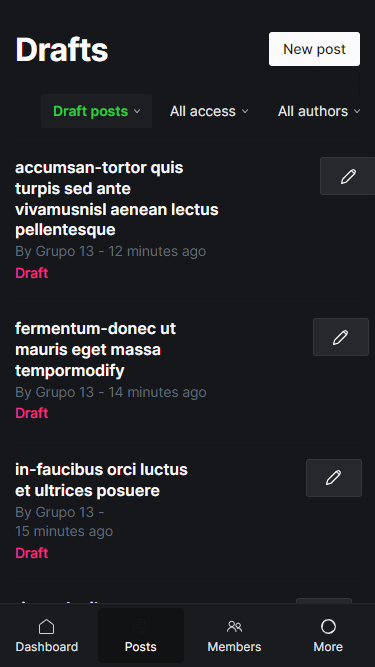 Drafts
New post
Draft posts
All access
All authors
accumsan-tortor quis
turpis sed ante
vivamusnisl aenean lectus
pellentesque
By Grupo 13 - 12 minutes ago
Draft
fermentum-donec ut
mauris eget massa
tempormodify
By Grupo 13 - 14 minutes ago
Draft
in-faucibus orci luctus
et ultrices posuere
By Grupo 13 -
15 minutes ago
Draft
Dashboard
Posts
Members
More